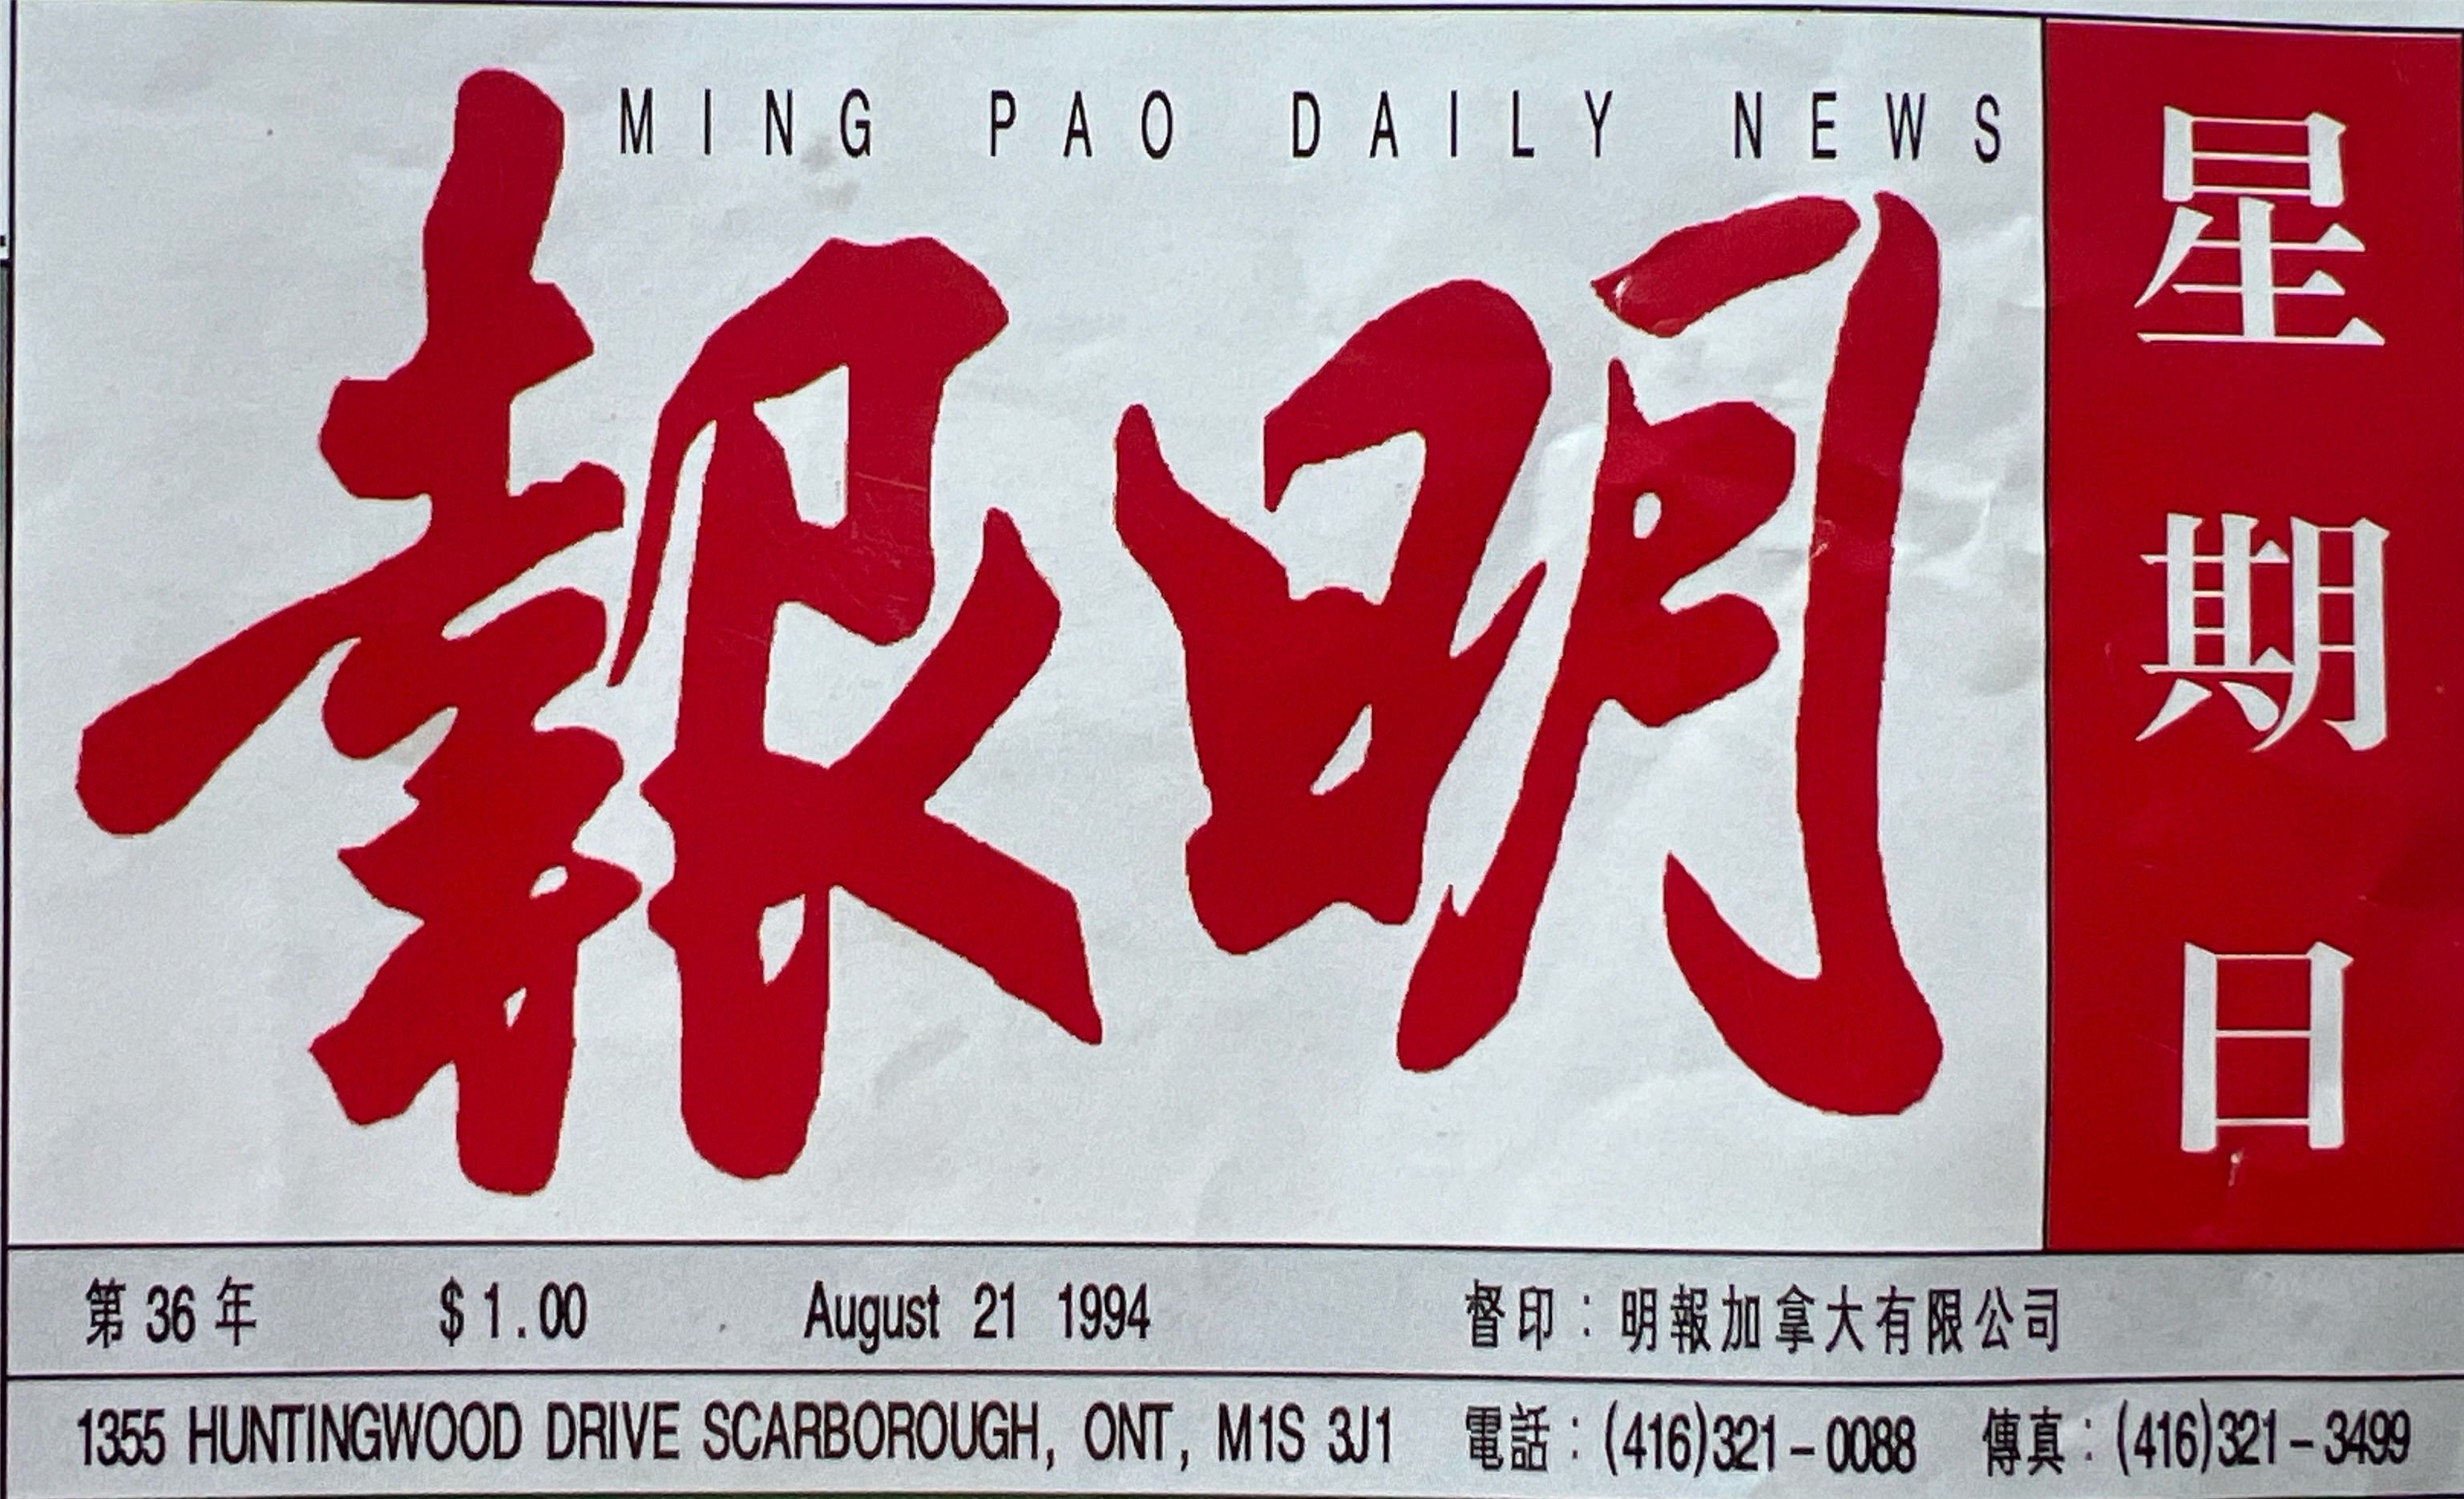 MING PAO DAILY NEWS
明報
星期日
第36年 $1.00 August 21 1994 督印：明報加拿大有限公司
1355 HUNTINGWOOD DRIVE SCARBOROUGH, ONT, M1S 3J1 電話：(416)321-0088 傳真：(416)321-3499